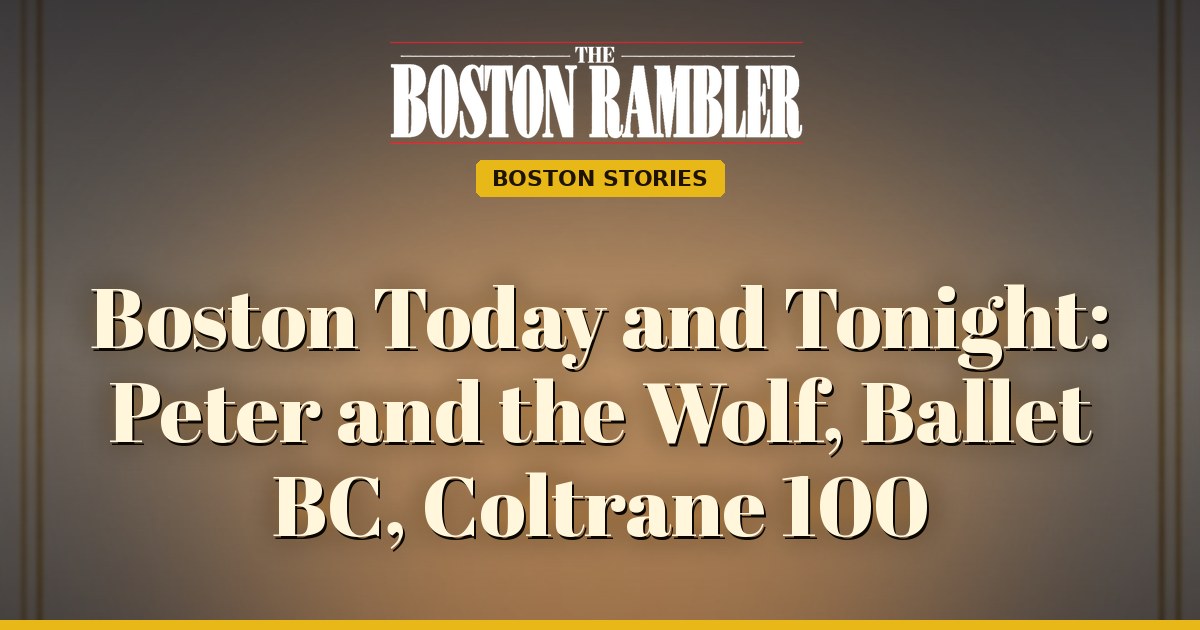 THE
BOSTON RAMBLER
BOSTON STORIES
Boston Today and Tonight:
Peter and the Wolf, Ballet
BC, Coltrane 100